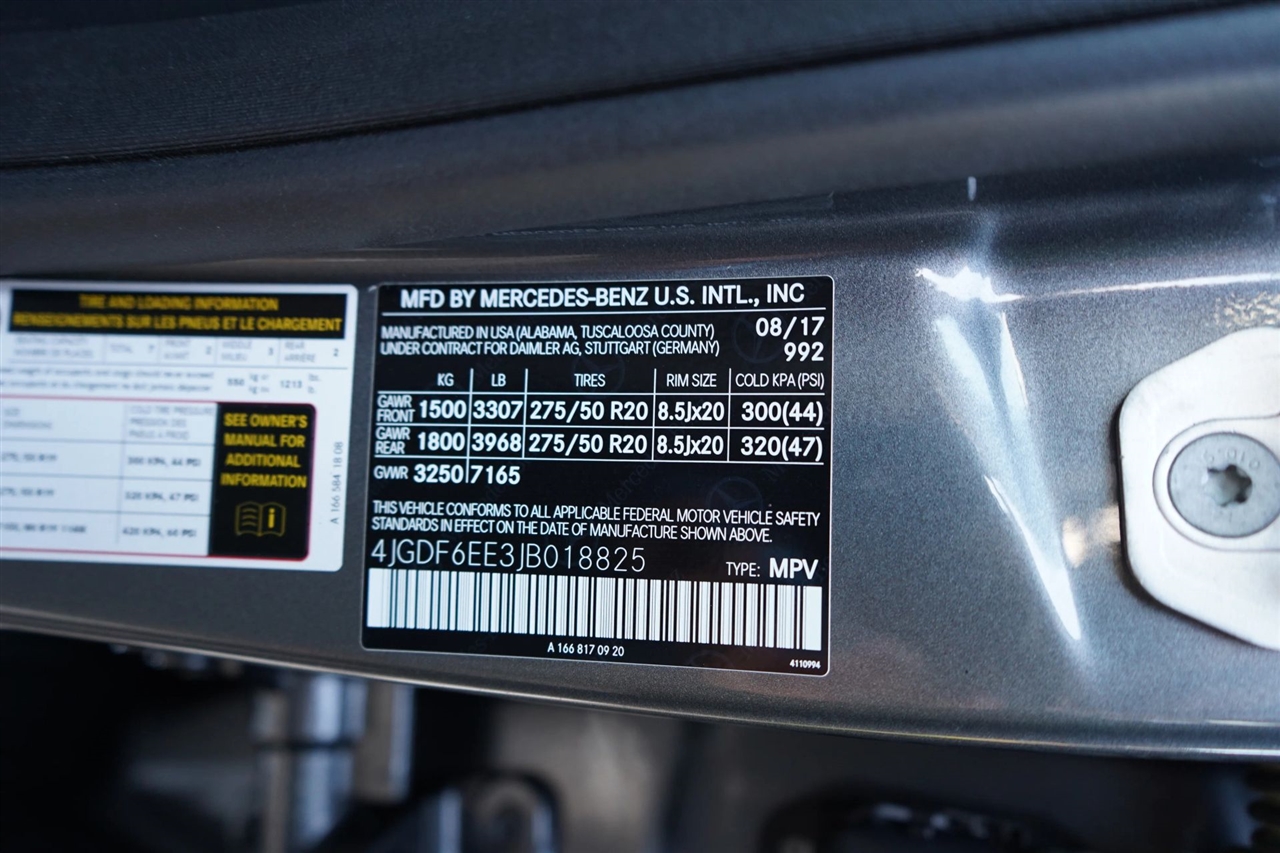 TIRE AND LOADING INFORMATION
RENSEIGNEMENTS SUR LES PNEUS ET LE CHARGEMENT
SEE OWNER'S
MANUAL FOR
ADDITIONAL
INFORMATION
A 166 584 18 08
MFD BY MERCEDES-BENZ U.S. INTL., INC
MANUFACTURED IN USA (ALABAMA, TUSCALOOSA COUNTY) 08/17
UNDER CONTRACT FOR DAIMLER AG, STUTTGART (GERMANY) 992
KG LB TIRES RIM SIZE COLD KPA (PSI)
GAWR FRONT 1500 3307 275/50 R20 8.5Jx20 300(44)
GAWR REAR 1800 3968 275/50 R20 8.5Jx20 320(47)
GVWR 3250 7165
THIS VEHICLE CONFORMS TO ALL APPLICABLE FEDERAL MOTOR VEHICLE SAFETY
STANDARDS IN EFFECT ON THE DATE OF MANUFACTURE SHOWN ABOVE.
4JGDF6EE3JB018825 TYPE: MPV
A 166 817 09 20
4110994